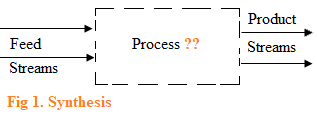 Product
Feed
Process ??
Streams
Streams
Fig 1. Synthesis